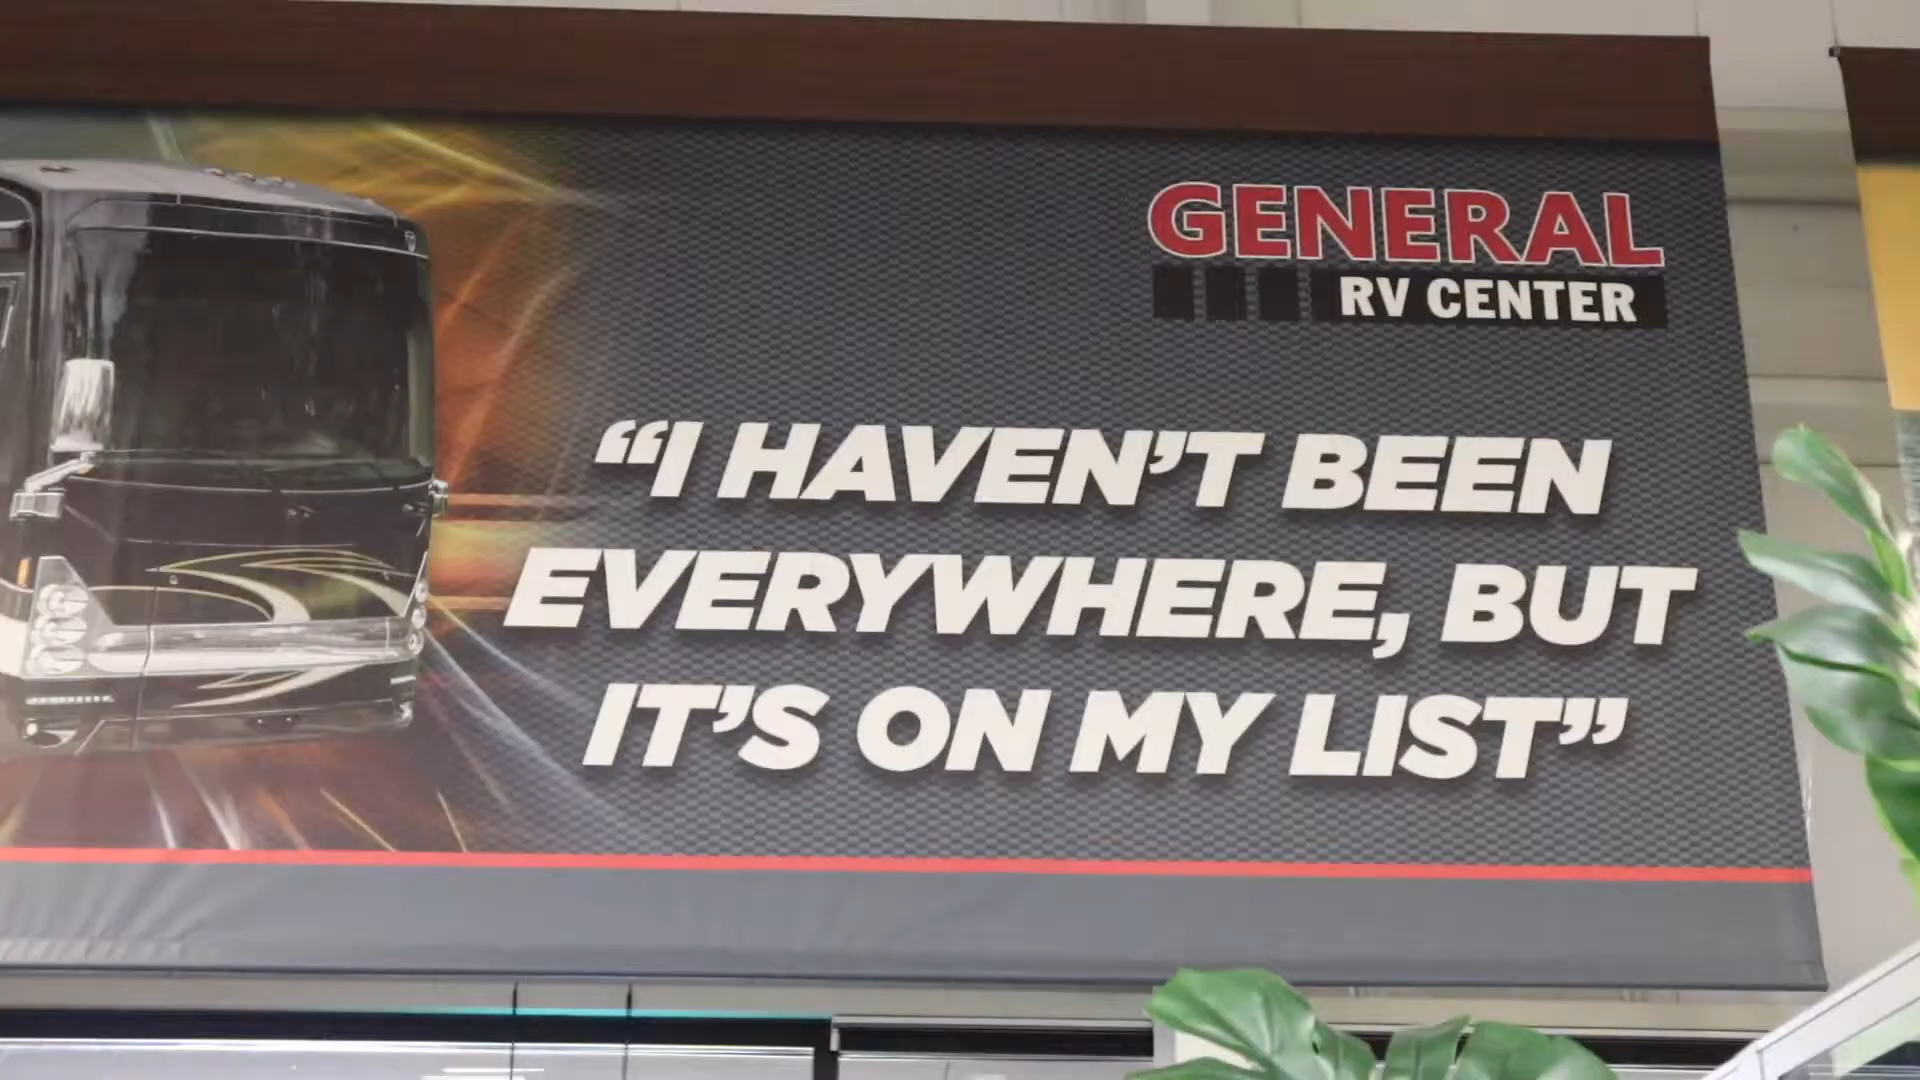 GENERAL
RV CENTER
“I HAVEN’T BEEN
EVERYWHERE, BUT
IT’S ON MY LIST”